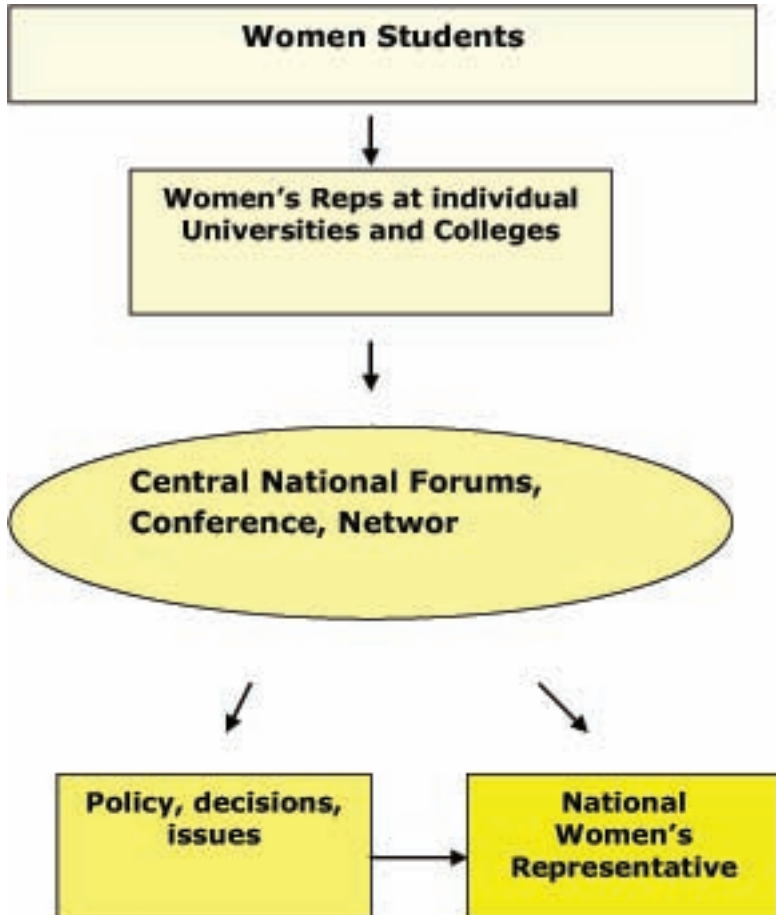 Women Students
Women's Reps at individual
Universities and Colleges
Central National Forums,
Conference, Networ
Policy, decisions,
issues
National
Women's
Representative